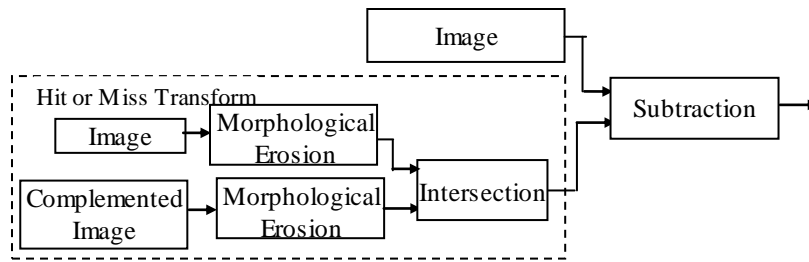 Image
Hit or Miss Transform
Subtraction
Image
Morphological
Erosion
Intersection
Complemented
Image
Morphological
Erosion